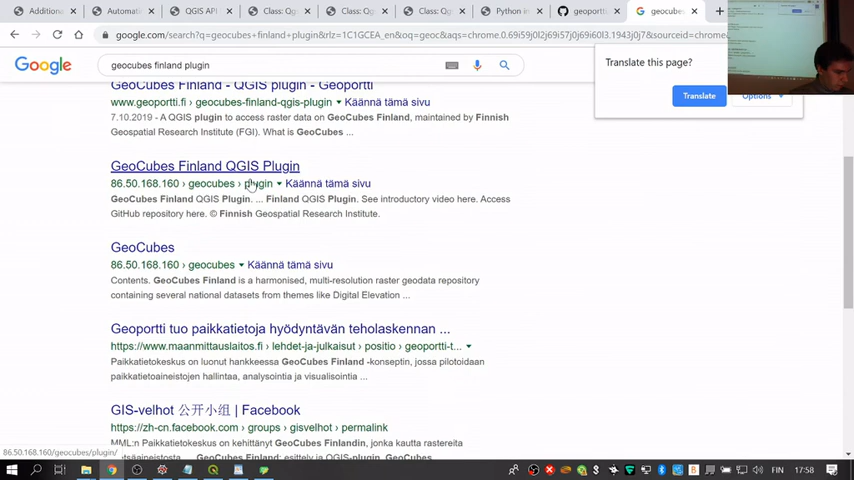 Additiona
Automatic
QGIS API
Class: Qg
Class: Qgs
Class: Qg
Python in
geoportti
geocubes
google.com/search?q=geocubes+finland+plugin&rlz=1C1GCEA_en&oq=geoc&aqs=chrome.0.69i59j0l2j69i57j0j69i60l3.1943j0j7&sourceid=chrome
Translate this page?
Translate
Options
Google
geocubes finland plugin
GeoCubes Finland - QGIS plugin - Geoportti
www.geoportti.fi › geocubes-finland-qgis-plugin ▾ Käännä tämä sivu
7.10.2019 - A QGIS plugin to access raster data on GeoCubes Finland, maintained by Finnish
Geospatial Research Institute (FGI). What is GeoCubes ...
GeoCubes Finland QGIS Plugin
86.50.168.160 › geocubes › plugin ▾ Käännä tämä sivu
GeoCubes Finland QGIS Plugin. ... Finland QGIS Plugin. See introductory video here. Access
GitHub repository here. © Finnish Geospatial Research Institute.
GeoCubes
86.50.168.160 › geocubes ▾ Käännä tämä sivu
Contents. GeoCubes Finland is a harmonised, multi-resolution raster geodata repository
containing several national datasets from themes like Digital Elevation ...
Geoportti tuo paikkatietoja hyödyntävän teholaskennan ...
https://www.maanmittauslaitos.fi › lehdet-ja-julkaisut › positio › geoportti-t... ▾
Paikkatietokeskus on luonut hankkeessa GeoCubes Finland -konseptin, jossa pilotoidaan
paikkatietoaineistojen hallintaa, analysointia ja visualisointia ...
GIS-velhot 公开小组 | Facebook
https://zh-cn.facebook.com › groups › gisvelhot › permalink
MML:n Paikkatietokeskus on kehittänyt GeoCubes Finlandin, jonka kautta rastereita
GeoCubes Finland: esittely ja QGIS-plugin. GeoCubes
86.50.168.160/geocubes/plugin/
FIN
17:58